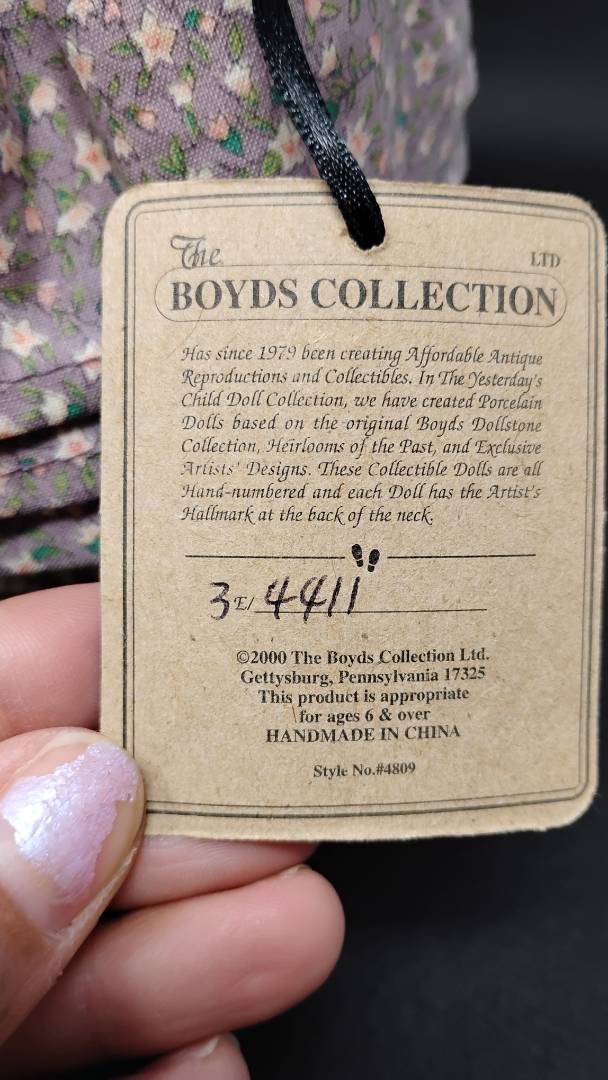 The LTD
BOYDS COLLECTION
Has since 1979 been creating Affordable Antique
Reproductions and Collectibles. In The Yesterday's
Child Doll Collection, we have created Porcelain
Dolls based on the original Boyds Dollstone
Collection, Heirlooms of the Past, and Exclusive
Artists' Designs. These Collectible Dolls are all
Hand-numbered and each Doll has the Artist's
Hallmark at the back of the neck.
3E/ 4411
©2000 The Boyds Collection Ltd.
Gettysburg, Pennsylvania 17325
This product is appropriate
for ages 6 & over
HANDMADE IN CHINA
Style No.#4809